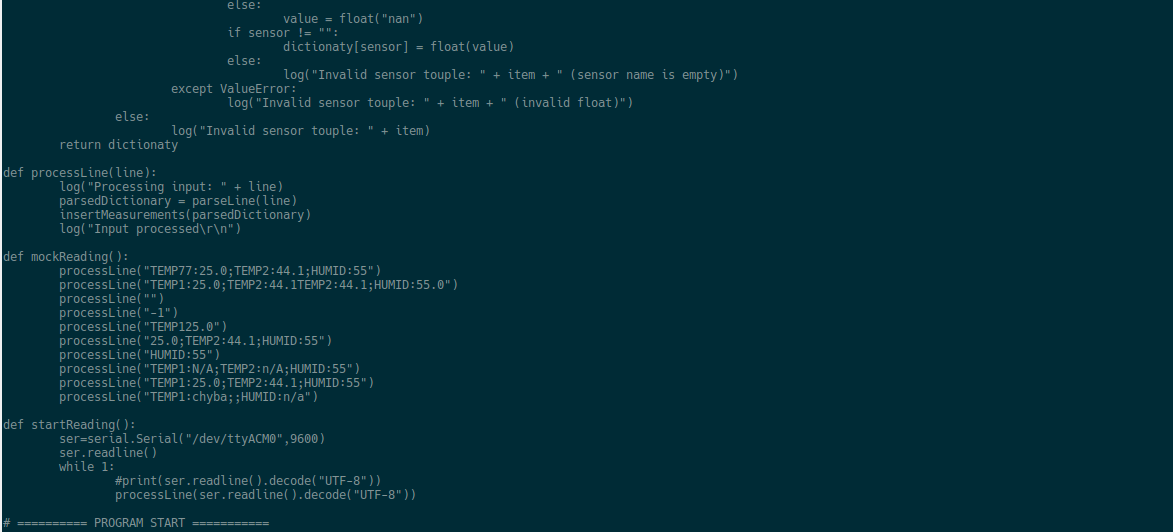 else:
value = float("nan")
if sensor != "":
dictionaty[sensor] = float(value)
else:
log("Invalid sensor touple: " + item + " (sensor name is empty)")
except ValueError:
log("Invalid sensor touple: " + item + " (invalid float)")
else:
log("Invalid sensor touple: " + item)
return dictionaty
def processLine(line):
log("Processing input: " + line)
parsedDictionary = parseLine(line)
insertMeasurements(parsedDictionary)
log("Input processed\r\n")
def mockReading():
processLine("TEMP77:25.0;TEMP2:44.1;HUMID:55")
processLine("TEMP1:25.0;TEMP2:44.1TEMP2:44.1;HUMID:55.0")
processLine("")
processLine("-1")
processLine("TEMP125.0")
processLine("25.0;TEMP2:44.1;HUMID:55")
processLine("HUMID:55")
processLine("TEMP1:N/A;TEMP2:n/A;HUMID:55")
processLine("TEMP1:25.0;TEMP2:44.1;HUMID:55")
processLine("TEMP1:chyba;;HUMID:n/a")
def startReading():
ser=serial.Serial("/dev/ttyACM0",9600)
ser.readline()
while 1:
#print(ser.readline().decode("UTF-8"))
processLine(ser.readline().decode("UTF-8"))
# ========== PROGRAM START ===========